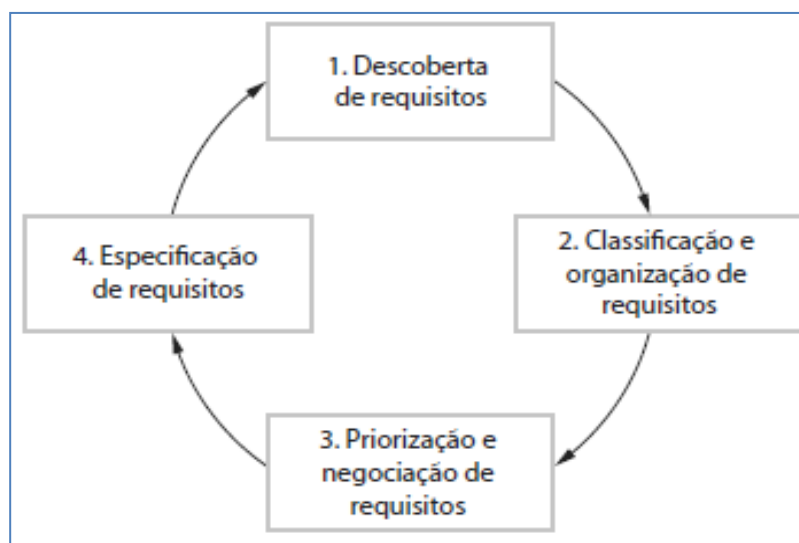 1. Descoberta
de requisitos
2. Classificação e
organização de
requisitos
3. Priorização e
negociação de
requisitos
4. Especificação
de requisitos